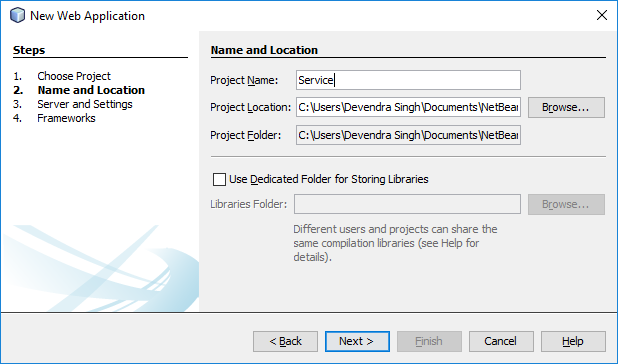 New Web Application
Steps
1. Choose Project
2. Name and Location
3. Server and Settings
4. Frameworks
Name and Location
Project Name: Service
Project Location: C:\Users\Devendra Singh\Documents\NetBear Browse...
Project Folder: C:\Users\Devendra Singh\Documents\NetBear
Use Dedicated Folder for Storing Libraries
Libraries Folder: Browse...
Different users and projects can share the
same compilation libraries (see Help for
details).
< Back Next > Finish Cancel Help